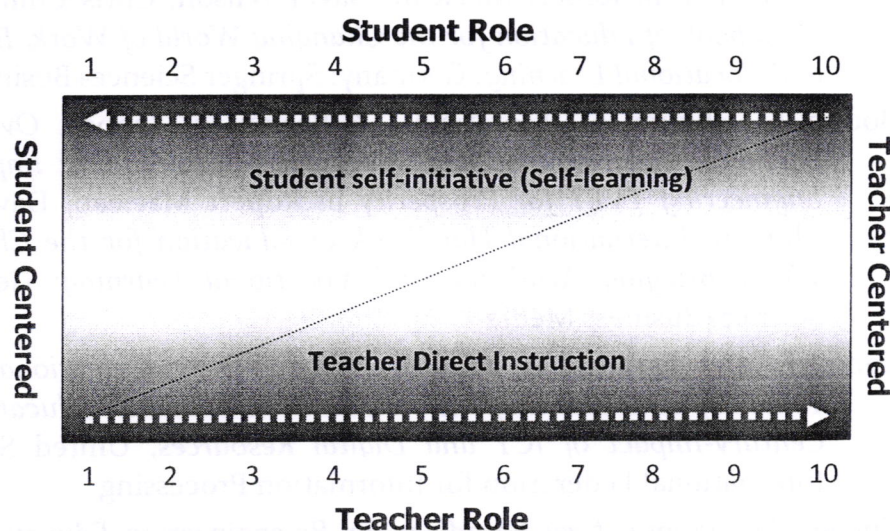 Student Role
1 2 3 4 5 6 7 8 9 10
Student Centered
Teacher Centered
Student self-initiative (Self-learning)
Teacher Direct Instruction
1 2 3 4 5 6 7 8 9 10
Teacher Role